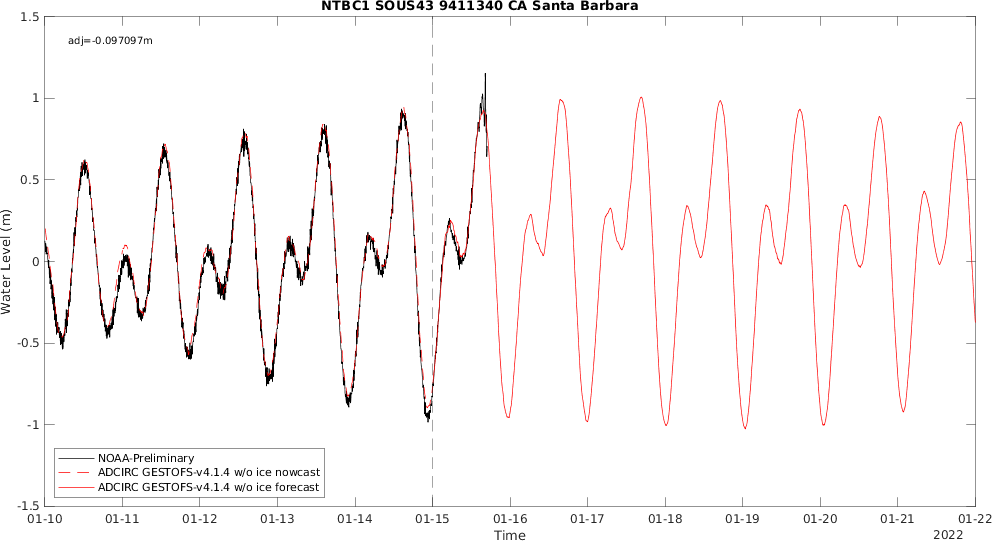 NTBC1 SOUS43 9411340 CA Santa Barbara
adj=-0.097097m
1.5
1
0.5
0
-0.5
-1
-1.5
Water Level (m)
NOAA-Preliminary
ADCIRC GESTOFS-v4.1.4 w/o ice nowcast
ADCIRC GESTOFS-v4.1.4 w/o ice forecast
01-10 01-11 01-12 01-13 01-14 01-15 01-16 01-17 01-18 01-19 01-20 01-21 01-22
Time
2022